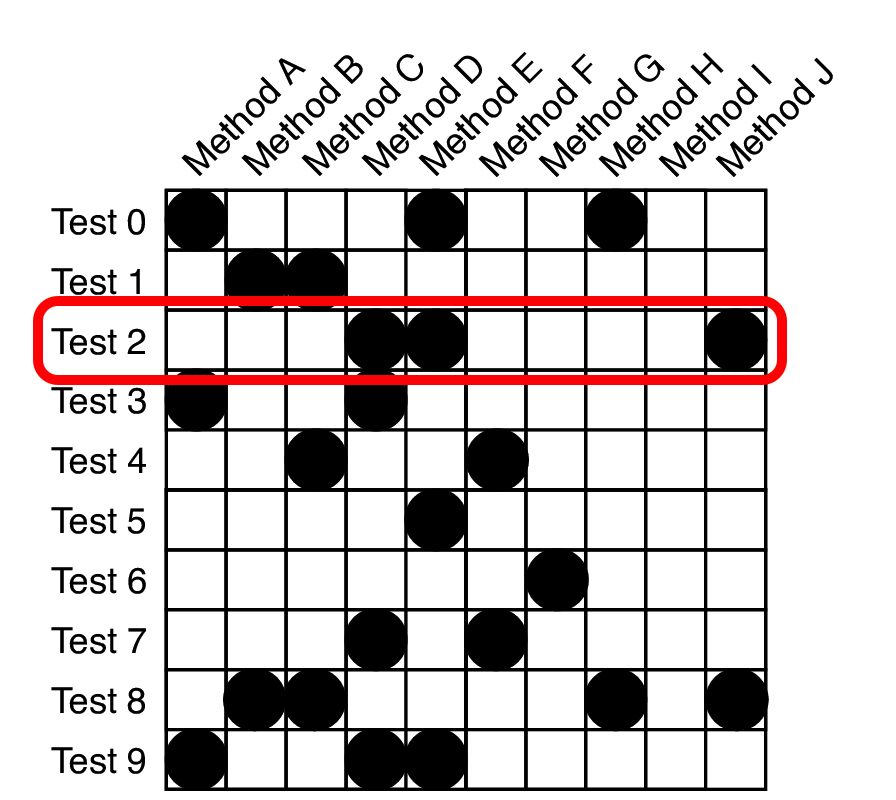 Method A
Method B
Method C
Method D
Method E
Method F
Method G
Method H
Method I
Method J
Test 0
Test 1
Test 2
Test 3
Test 4
Test 5
Test 6
Test 7
Test 8
Test 9